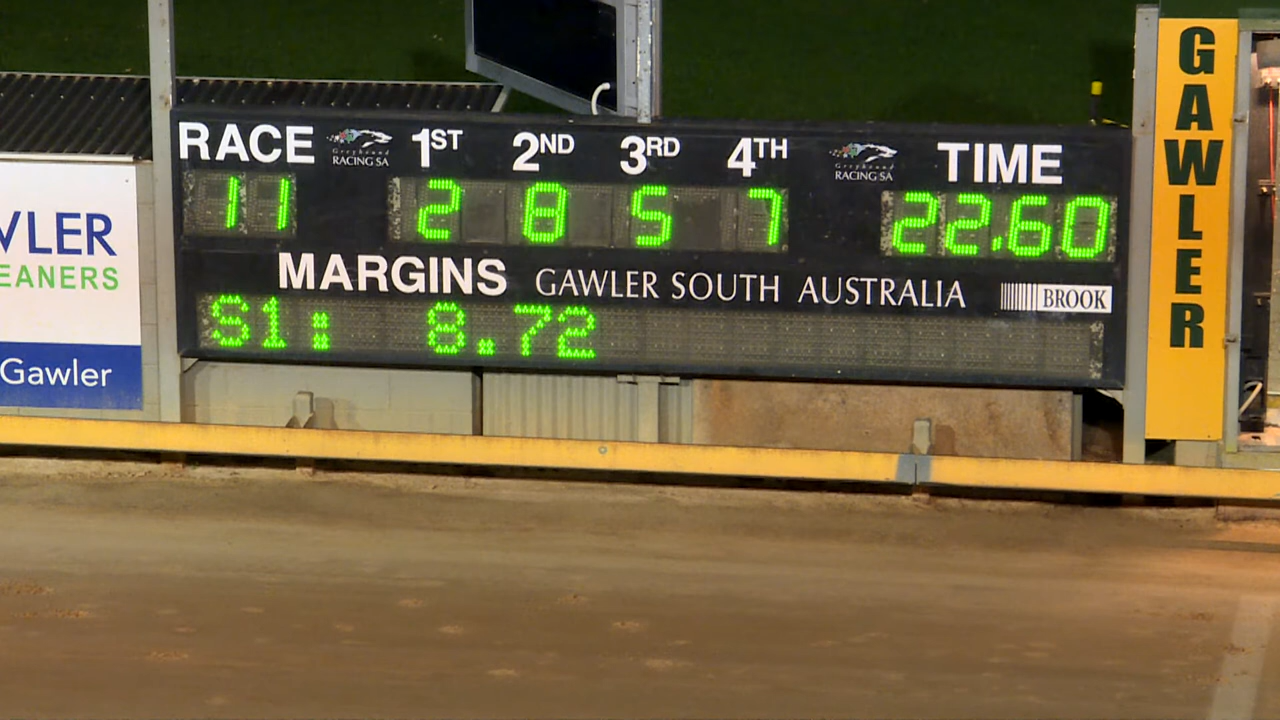 RACE Greyhound RACING SA 1ST 2ND 3RD 4TH Greyhound RACING SA TIME
11 2 8 5 7 22.60
MARGINS GAWLER SOUTH AUSTRALIA BROOK
S1: 8.72
GAWLER
EANERS
Gawler